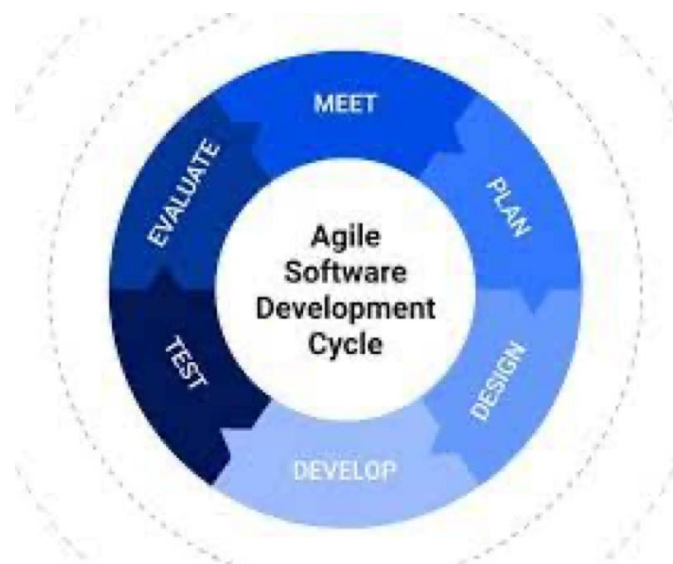 MEET
PLAN
DESIGN
DEVELOP
TEST
EVALUATE
Agile
Software
Development
Cycle